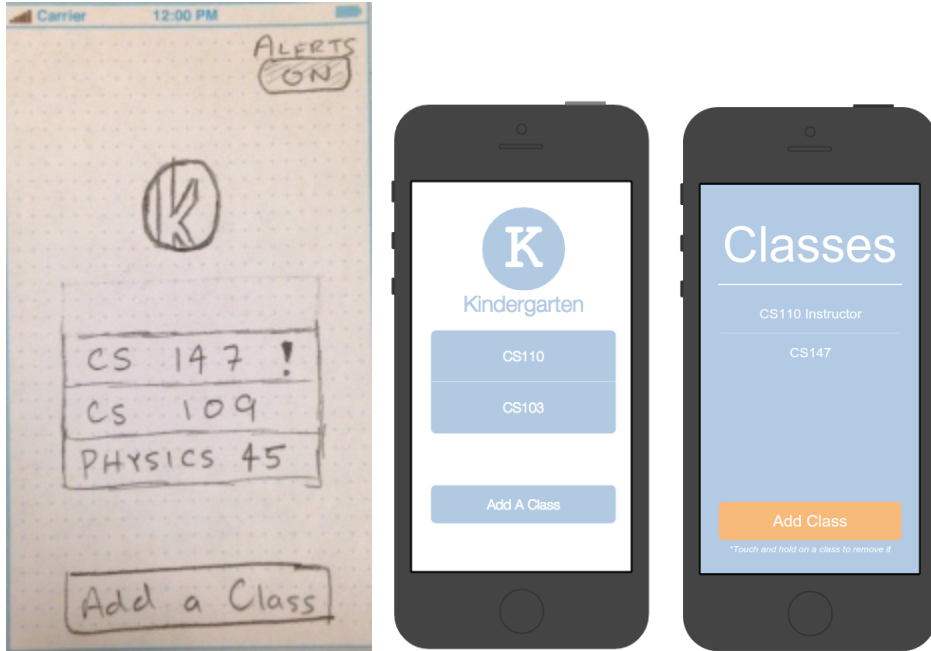 Carrier 12:00 PM
ALERTS
ON
K
CS 147 !
CS 109
PHYSICS 45
Add a Class
K
Kindergarten
CS110
CS103
Add A Class
Classes
CS110 Instructor
CS147
Add Class
*Touch and hold on a class to remove it